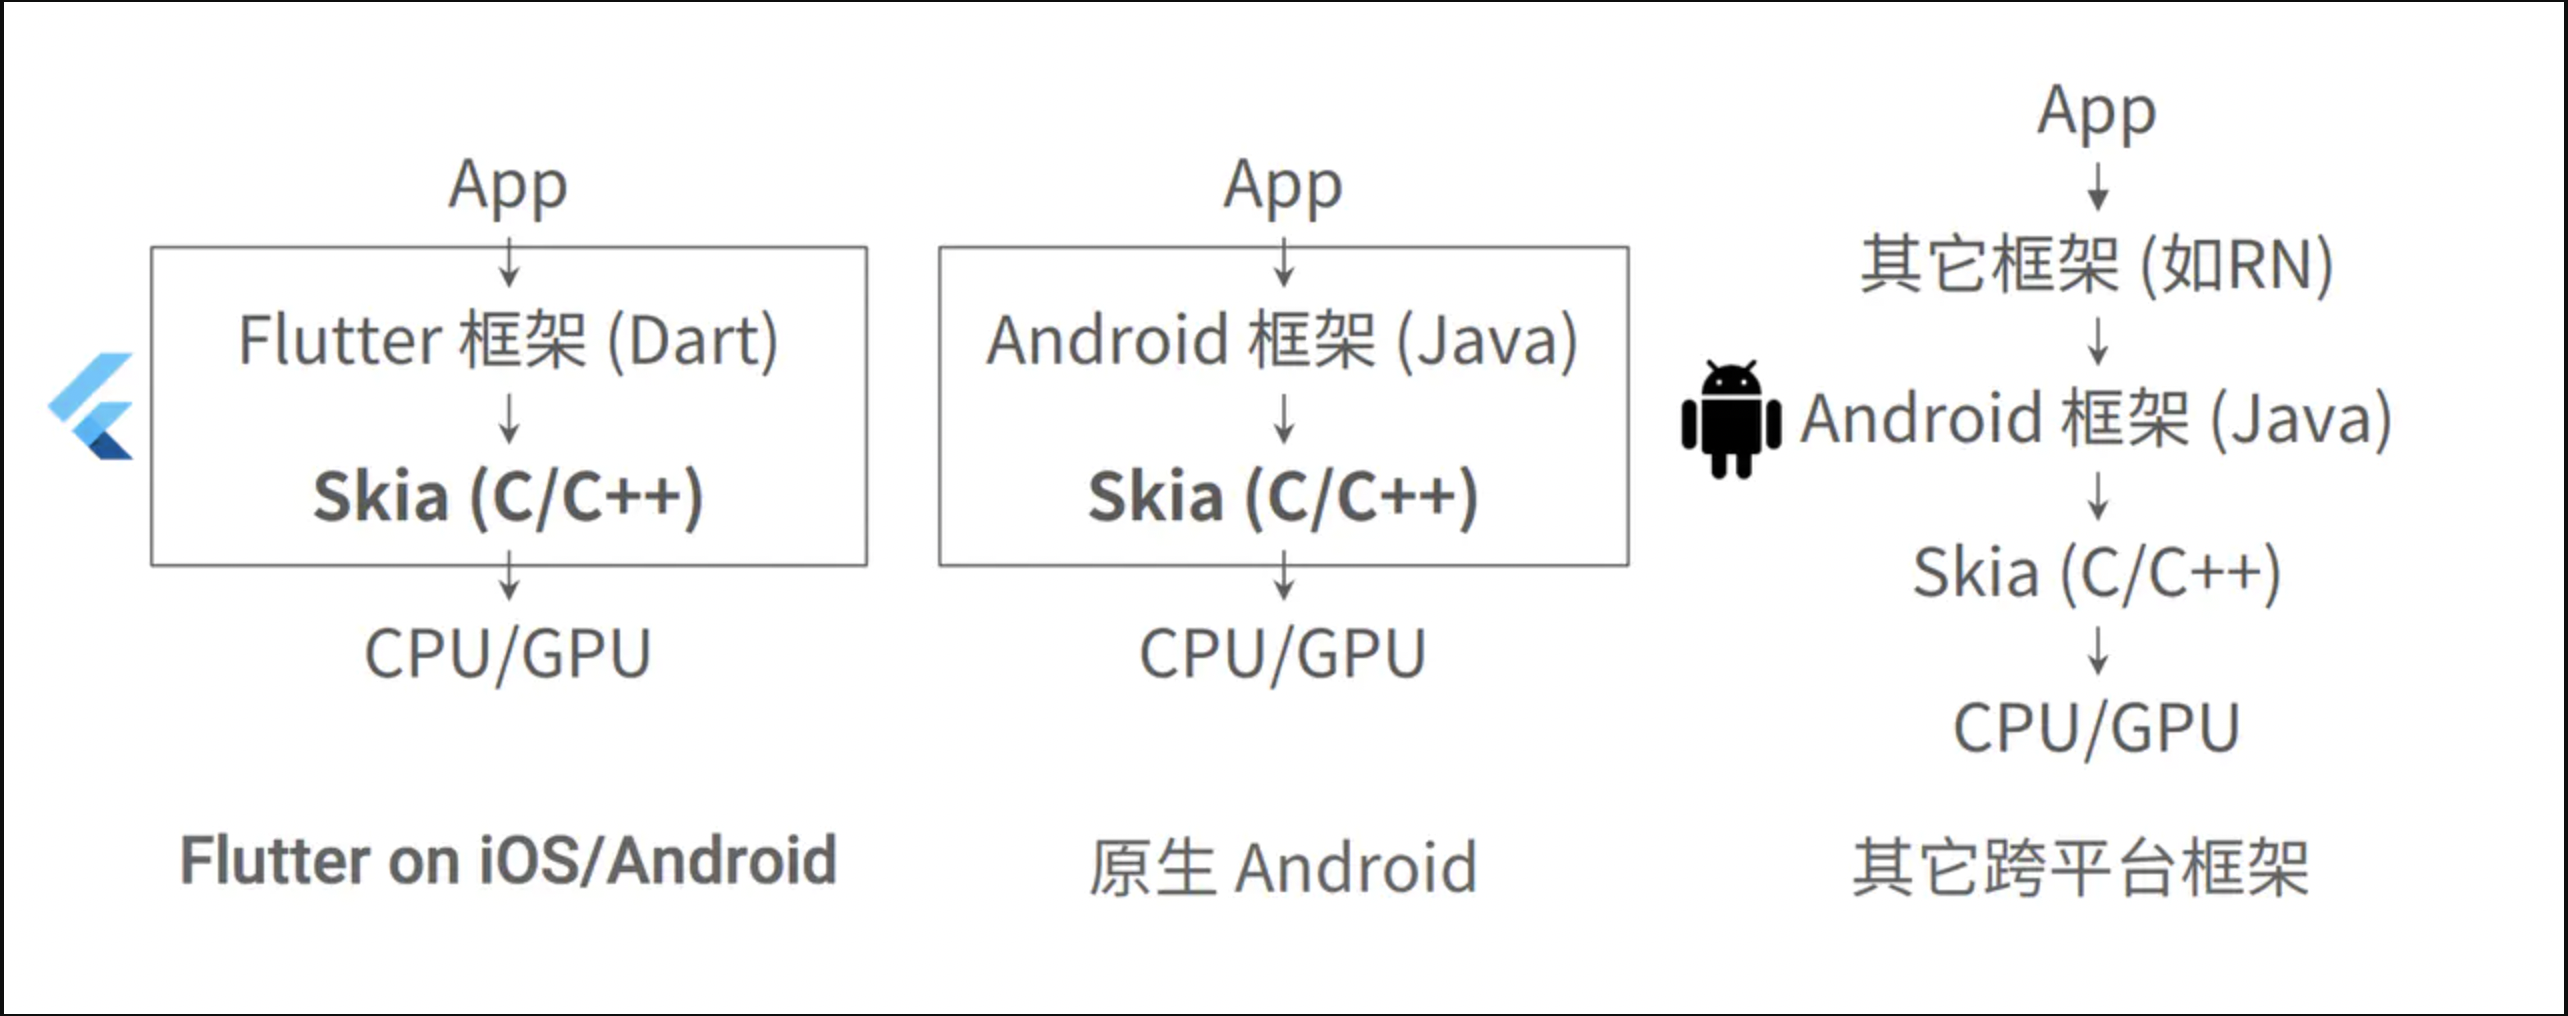 App
Flutter 框架 (Dart)
Skia (C/C++)
CPU/GPU
Flutter on iOS/Android
App
Android 框架 (Java)
Skia (C/C++)
CPU/GPU
原生 Android
App
其它框架 (如RN)
Android 框架 (Java)
Skia (C/C++)
CPU/GPU
其它跨平台框架